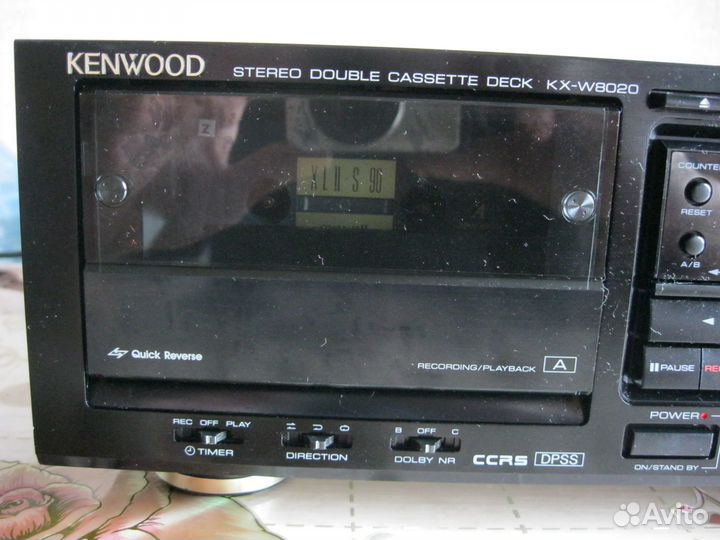 KENWOOD STEREO DOUBLE CASSETTE DECK KX-W8020
Z
XLII-S 90
COUNTER
RESET
A/B
Quick Reverse
RECORDING/PLAYBACK A
PAUSE REC
REC OFF PLAY
TIMER
DIRECTION
B OFF C
DOLBY NR
CCRS DPSS
POWER
ON/STAND BY
Avito